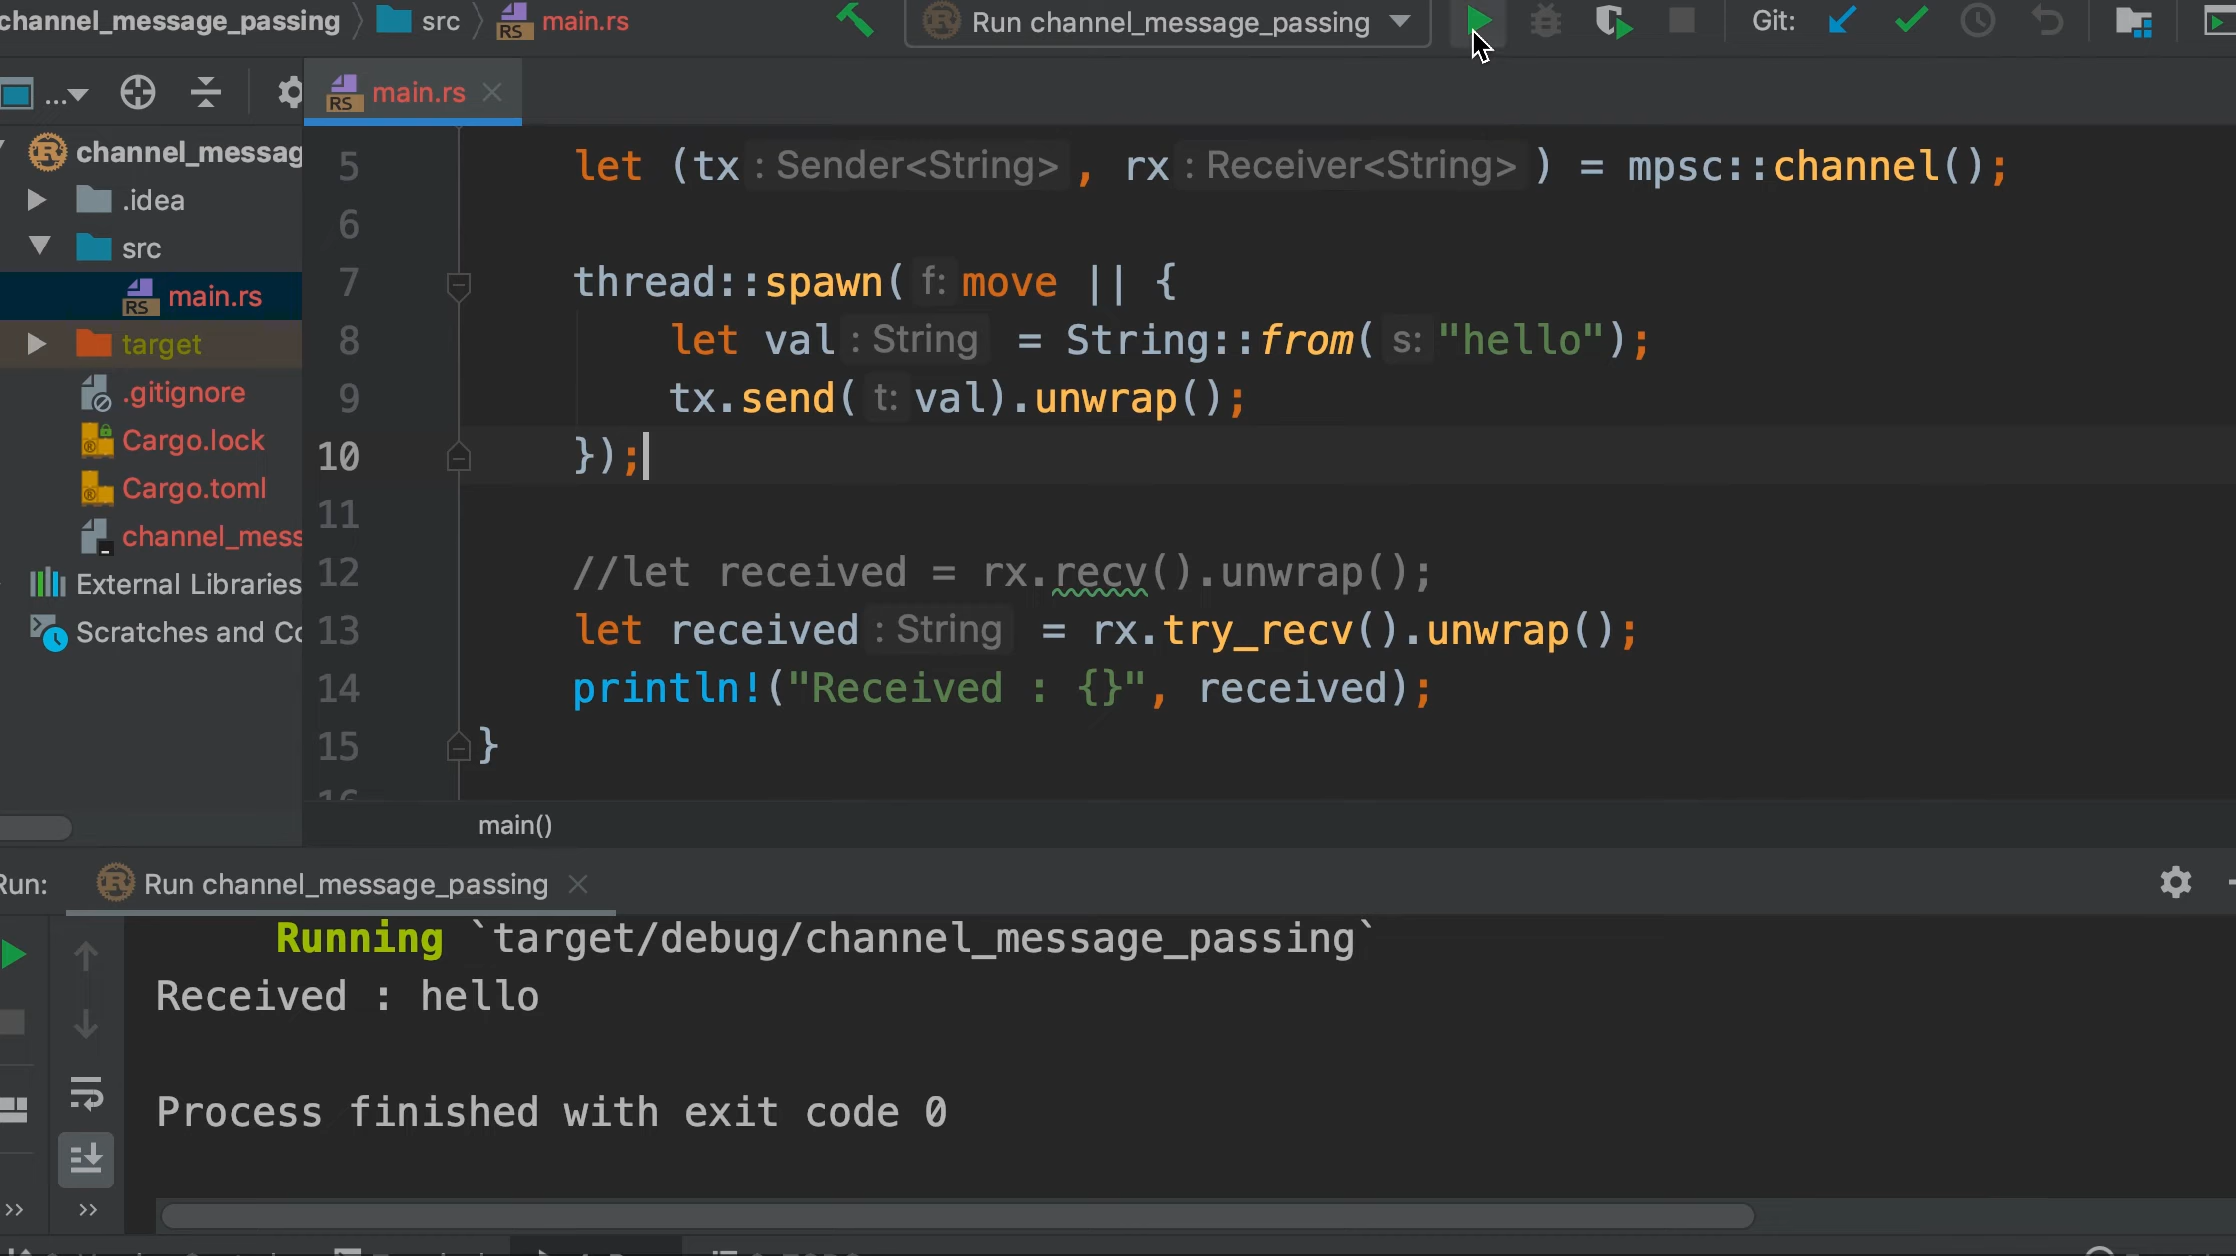 channel_message_passing
src
main.rs
Run channel_message_passing
Git:
...
main.rs
channel_messag
.idea
src
main.rs
target
.gitignore
Cargo.lock
Cargo.toml
channel_mess
External Libraries
Scratches and Co
5 let (tx: Sender<String>, rx: Receiver<String>) = mpsc::channel();
6
7 thread::spawn(f: move || {
8 let val: String = String::from(s: "hello");
9 tx.send(t: val).unwrap();
10 });
11
12 //let received = rx.recv().unwrap();
13 let received: String = rx.try_recv().unwrap();
14 println!("Received : {}", received);
15 }
16
main()
Run:
Run channel_message_passing
Running `target/debug/channel_message_passing`
Received : hello
Process finished with exit code 0